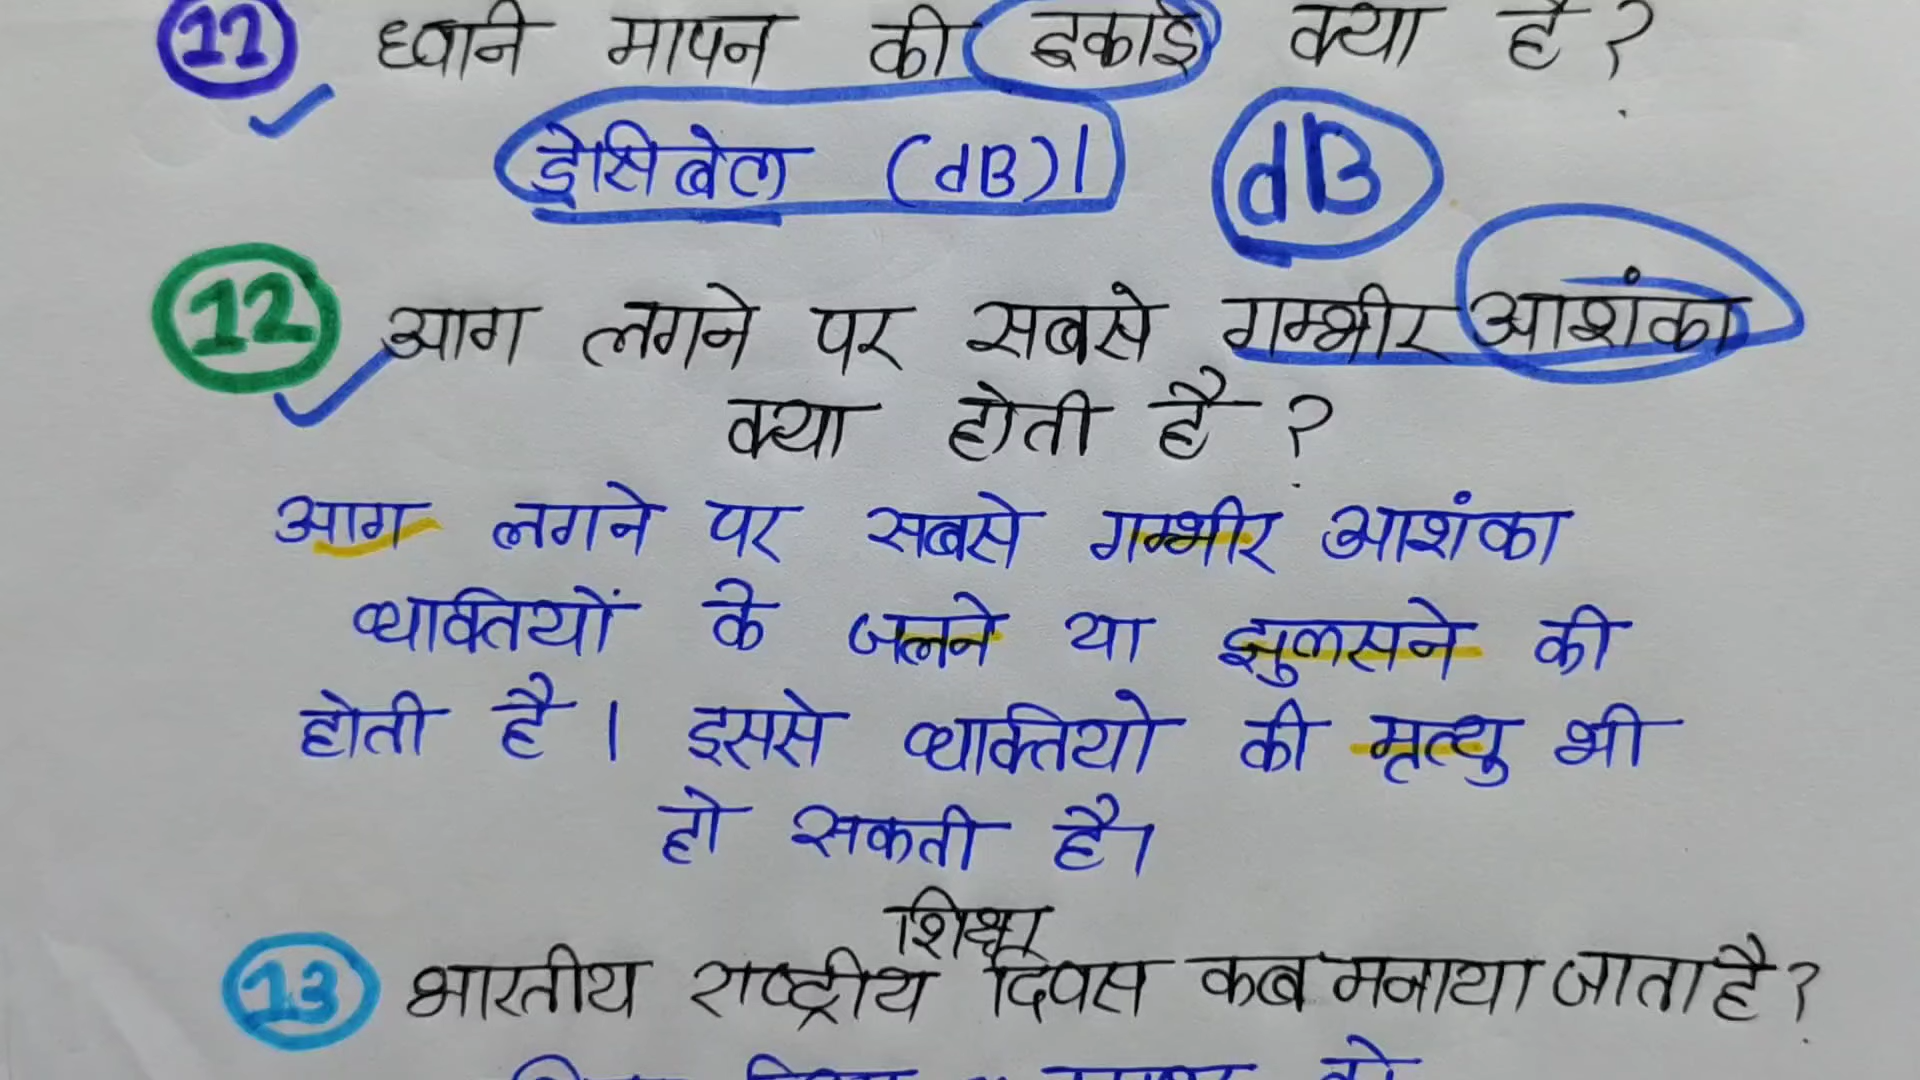 11 ध्वनि मापन की इकाई क्या है?
डेसिबेल (dB)। dB
12 आग लगने पर सबसे गम्भीर आशंका
क्या होती है?
आग लगने पर सबसे गम्भीर आशंका
व्यक्तियों के जलने या झुलसने की
होती है। इससे व्यक्तियो की मृत्यु भी
हो सकती है।
शिक्षा
13 भारतीय राष्ट्रीय दिवस कब मनाया जाता है?